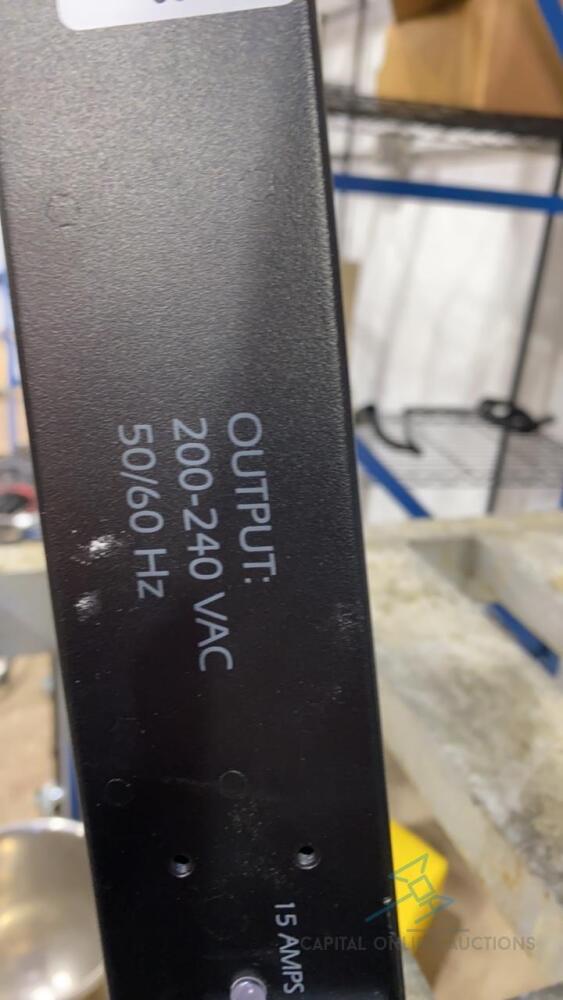 OUTPUT:
200-240 VAC
50/60 Hz
15 AMPS
CAPITAL ONLINE AUCTIONS